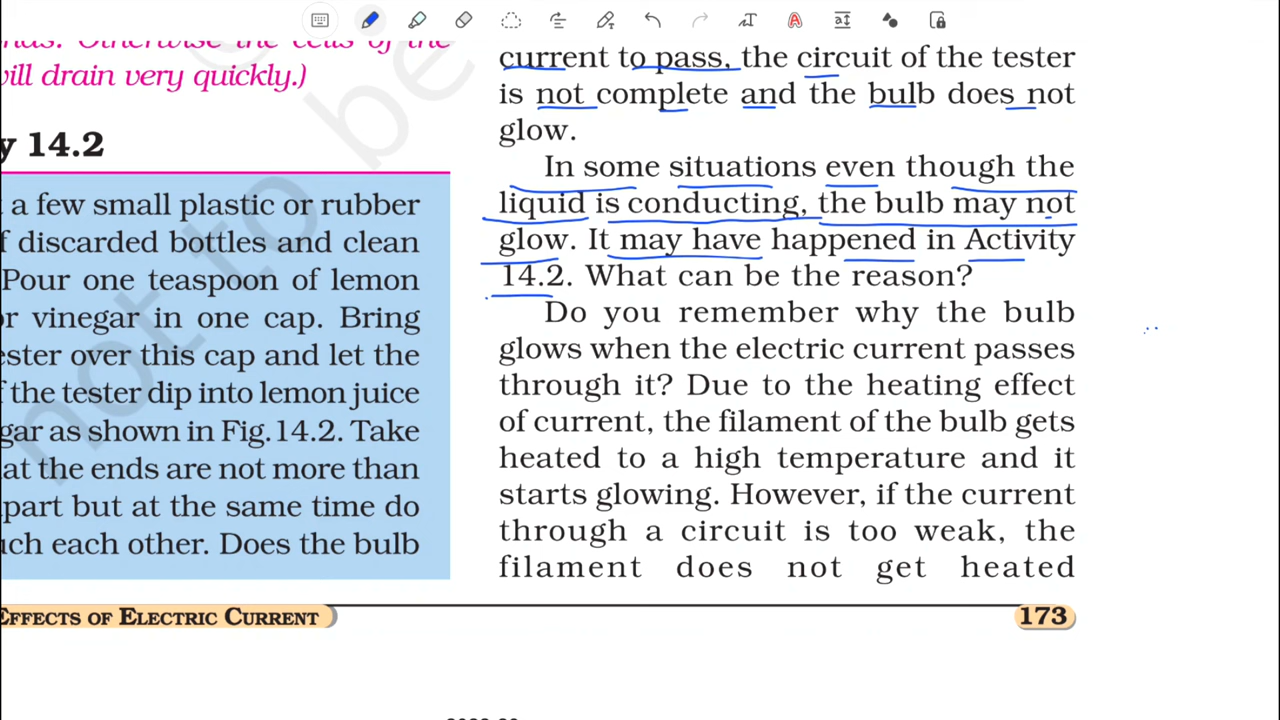 will drain very quickly.)
14.2
a few small plastic or rubber
discarded bottles and clean
Pour one teaspoon of lemon
vinegar in one cap. Bring
over this cap and let the
the tester dip into lemon juice
as shown in Fig.14.2. Take
at the ends are not more than
but at the same time do
each other. Does the bulb
current to pass, the circuit of the tester
is not complete and the bulb does not
glow.
In some situations even though the
liquid is conducting, the bulb may not
glow. It may have happened in Activity
14.2. What can be the reason?
Do you remember why the bulb
glows when the electric current passes
through it? Due to the heating effect
of current, the filament of the bulb gets
heated to a high temperature and it
starts glowing. However, if the current
through a circuit is too weak, the
filament does not get heated
EFFECTS OF ELECTRIC CURRENT
173